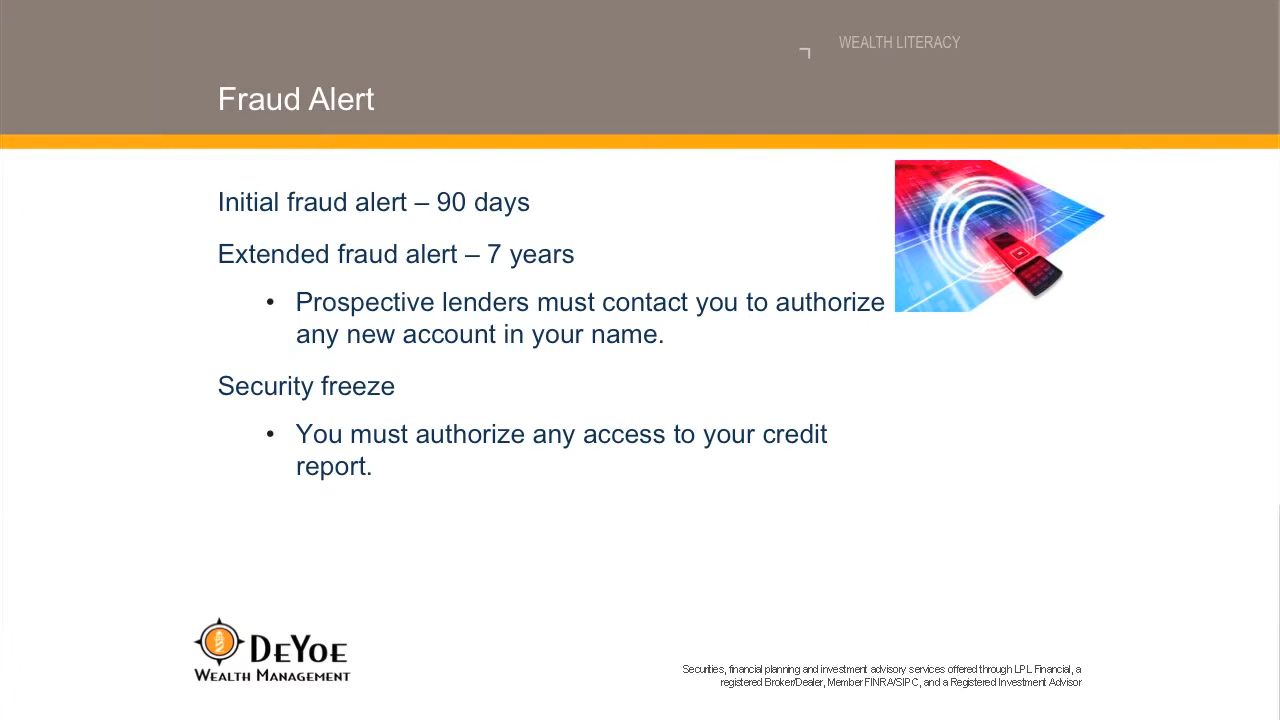 WEALTH LITERACY
Fraud Alert
Initial fraud alert – 90 days
Extended fraud alert – 7 years
• Prospective lenders must contact you to authorize
any new account in your name.
Security freeze
• You must authorize any access to your credit
report.
DEYOE
WEALTH MANAGEMENT
Securities, financial planning and investment advisory services offered through LPL Financial, a
registered Broker/Dealer, Member FINRA/SIPC, and a Registered Investment Advisor